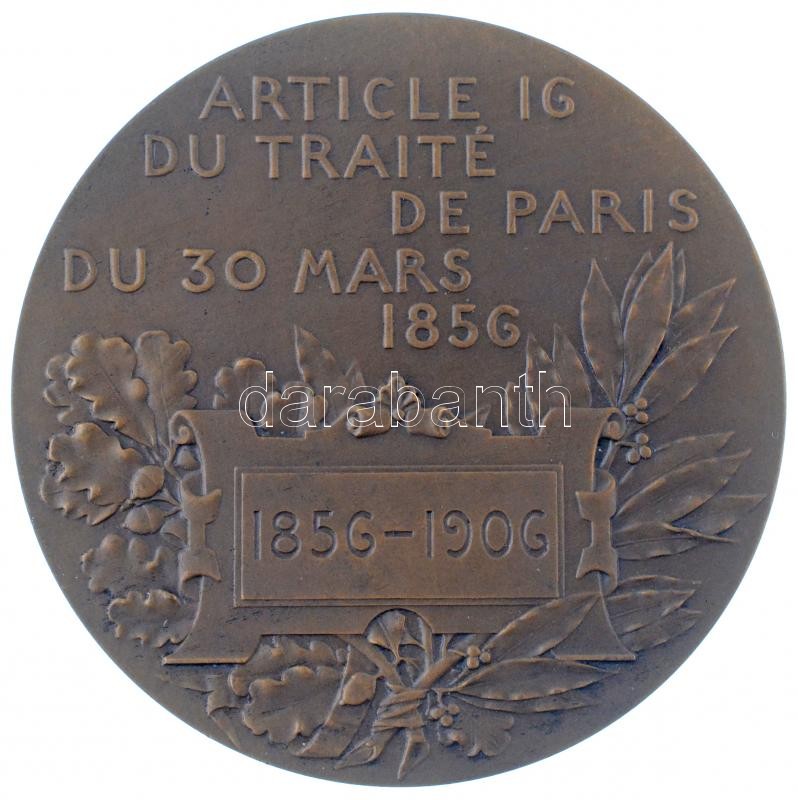 ARTICLE 16
DU TRAITÉ
DE PARIS
DU 30 MARS
1856
darabanth
1856-1906